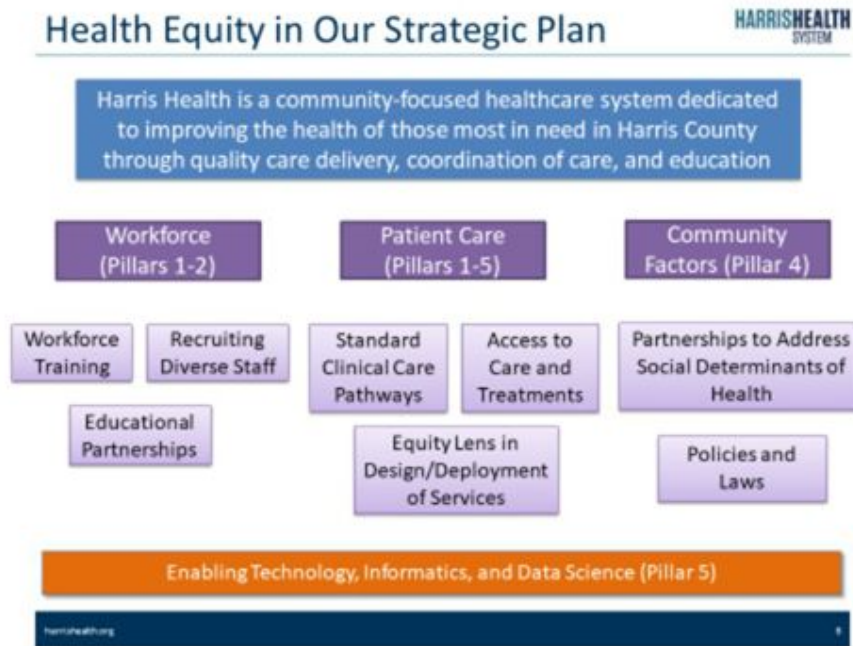 Health Equity in Our Strategic Plan
HARRISHEALTH
SYSTEM
Harris Health is a community-focused healthcare system dedicated
to improving the health of those most in need in Harris County
through quality care delivery, coordination of care, and education
Workforce
(Pillars 1-2)
Patient Care
(Pillars 1-5)
Community
Factors (Pillar 4)
Workforce
Training
Recruiting
Diverse Staff
Educational
Partnerships
Standard
Clinical Care
Pathways
Access to
Care and
Treatments
Equity Lens in
Design/Deployment
of Services
Partnerships to Address
Social Determinants of
Health
Policies and
Laws
Enabling Technology, Informatics, and Data Science (Pillar 5)
harrishealth.org